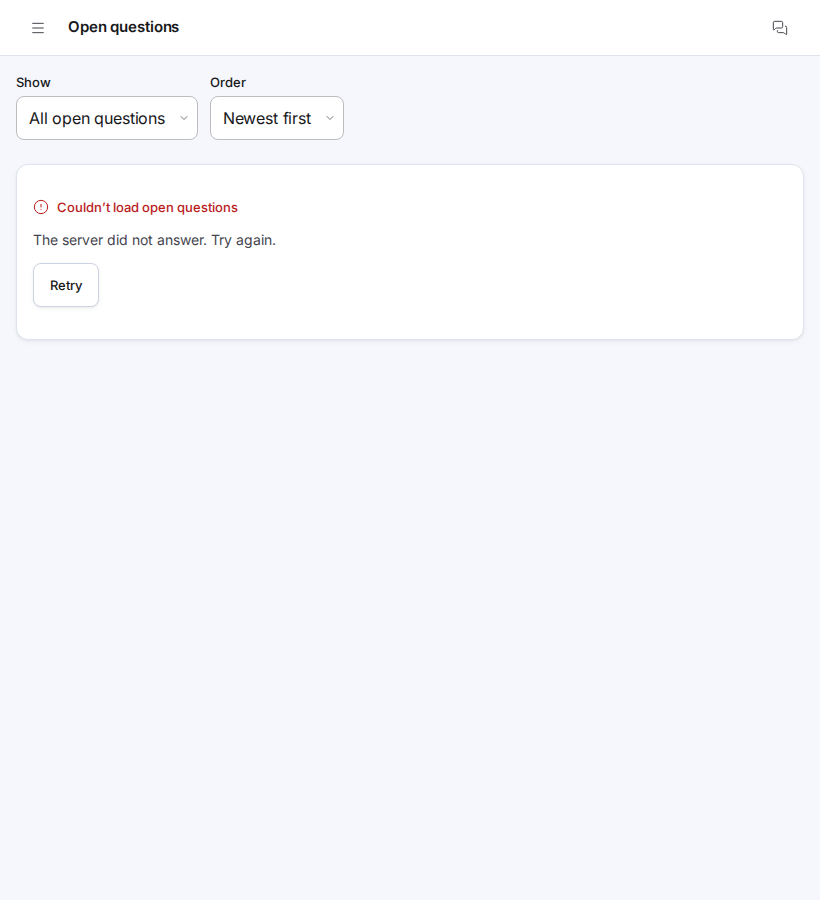 Open questions
Show
Order
All open questions
Newest first
Couldn’t load open questions
The server did not answer. Try again.
Retry